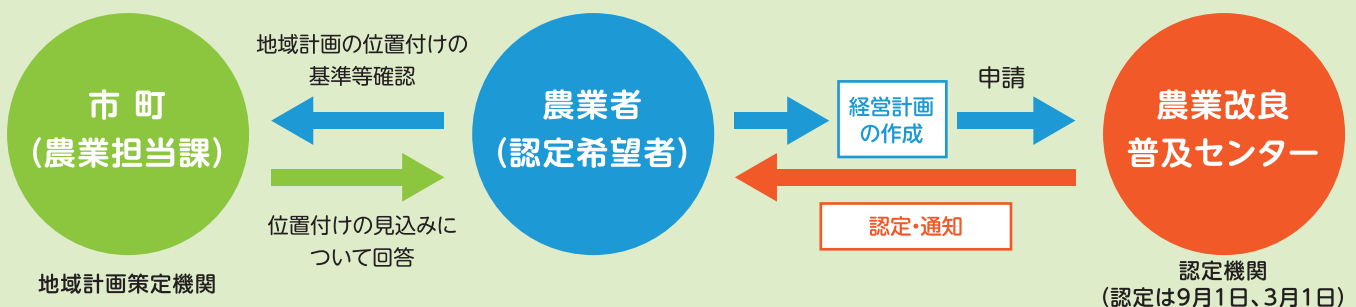 市 町
(農業担当課)
地域計画策定機関
地域計画の位置付けの
基準等確認
位置付けの見込みに
ついて回答
農業者
(認定希望者)
経営計画
の作成
申請
認定・通知
農業改良
普及センター
認定機関
(認定は9月1日、3月1日)